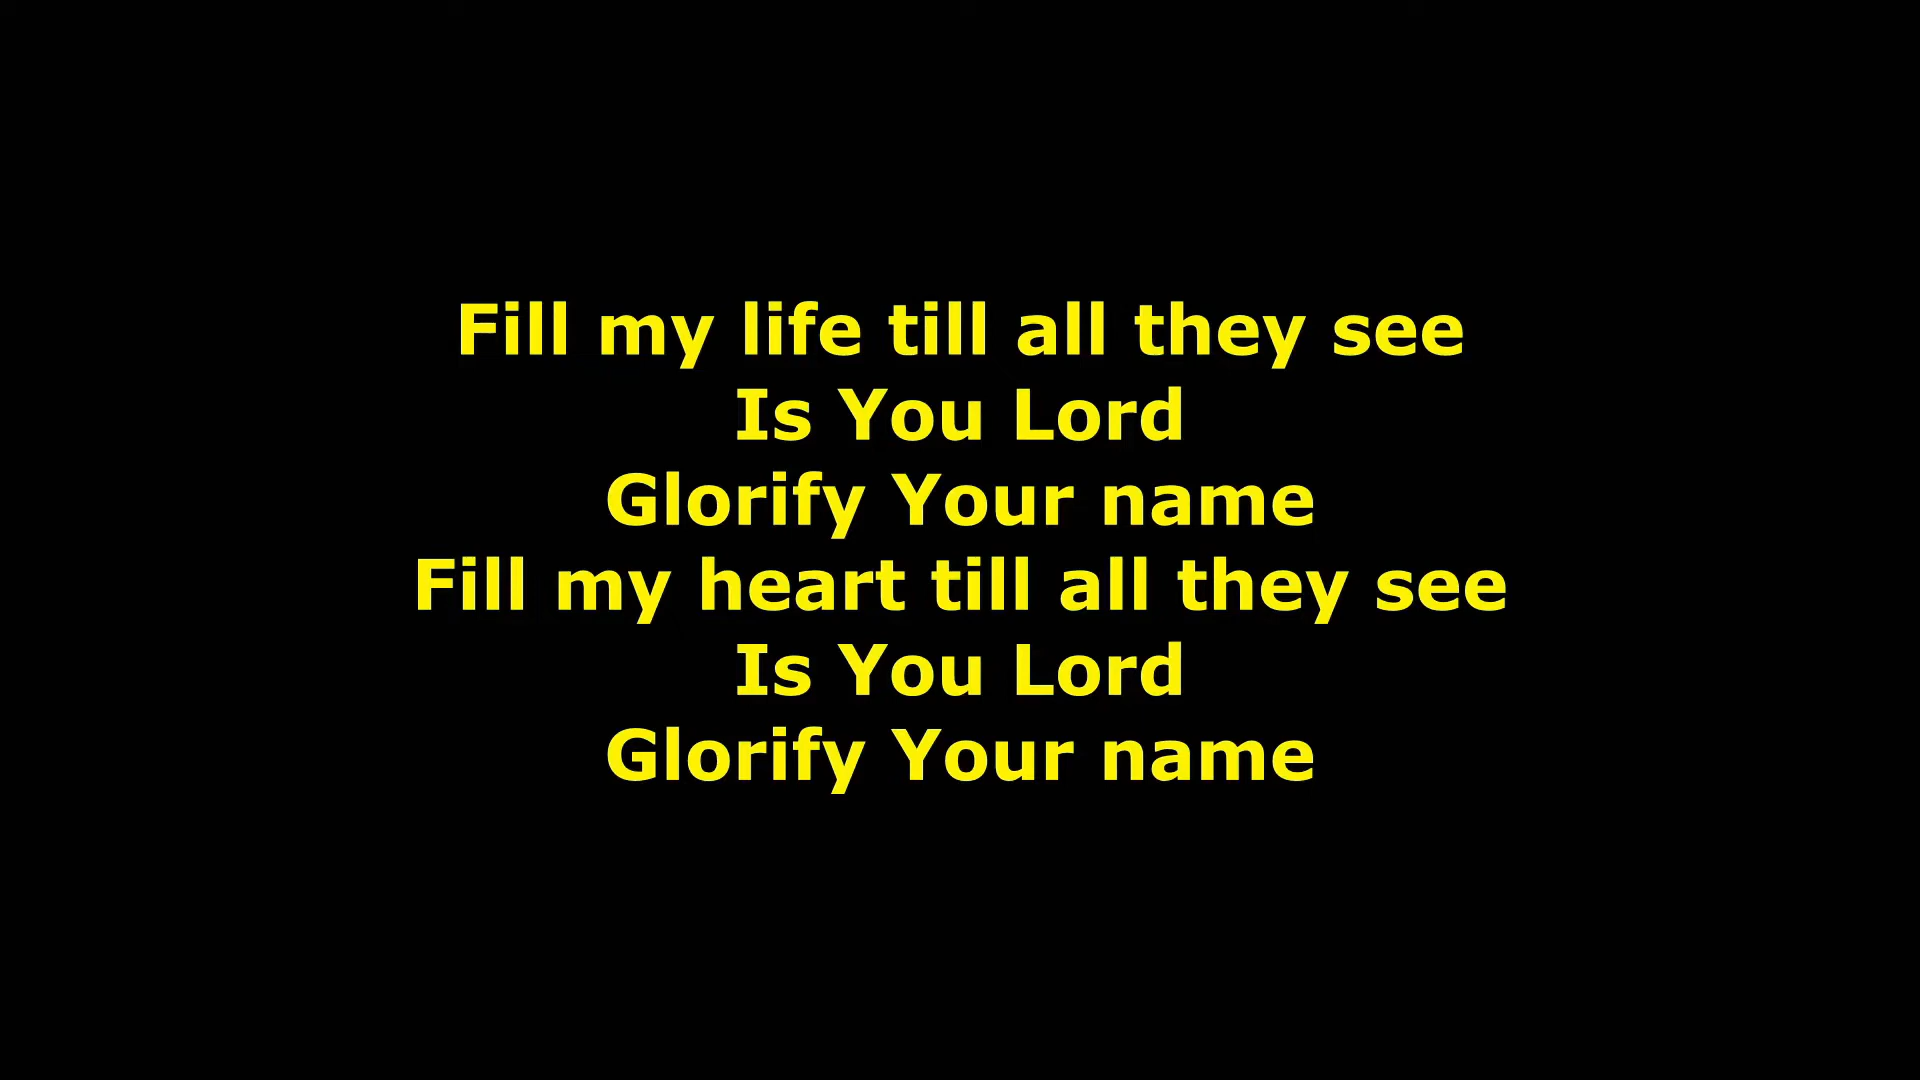 Fill my life till all they see
Is You Lord
Glorify Your name
Fill my heart till all they see
Is You Lord
Glorify Your name